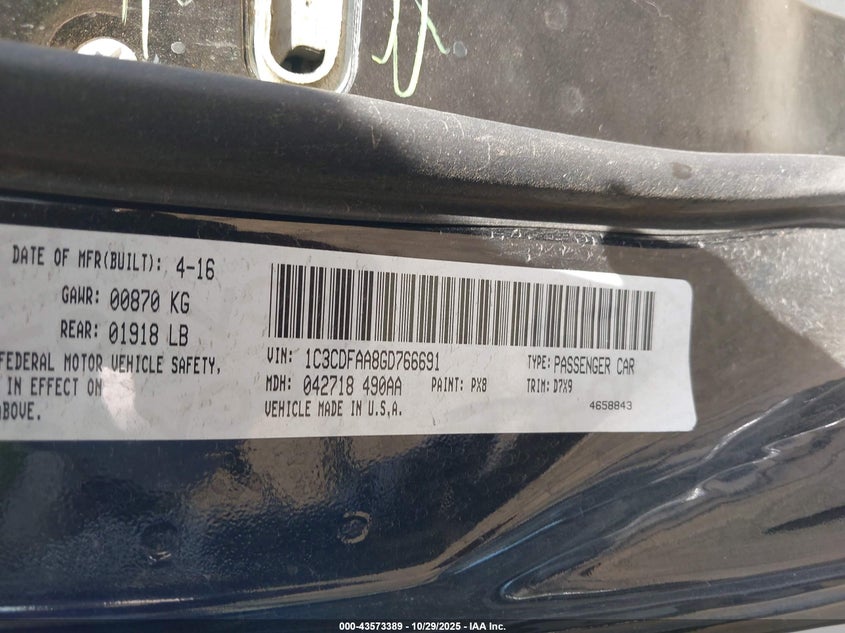 DATE OF MFR(BUILT): 4-16
GAWR: 00870 KG
REAR: 01918 LB
FEDERAL MOTOR VEHICLE SAFETY,
IN EFFECT ON
ABOVE.
VIN: 1C3CDFAA8GD766691
TYPE: PASSENGER CAR
MDH: 042718 490AA
PAINT: PX8
TRIM: D7X9
VEHICLE MADE IN U.S.A.
4658843
000-43573389 | 10/29/2025 - IAA Inc.